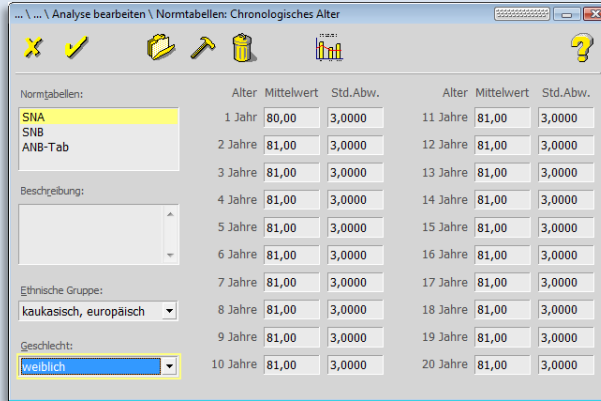 ... \ ... \ Analyse bearbeiten \ Normtabellen: Chronologisches Alter
Normtabellen:
SNA
SNB
ANB-Tab
Beschreibung:
Ethnische Gruppe:
kaukasisch, europäisch
Geschlecht:
weiblich
Alter Mittelwert Std.Abw.
1 Jahr 80,00 3,0000
2 Jahre 81,00 3,0000
3 Jahre 81,00 3,0000
4 Jahre 81,00 3,0000
5 Jahre 81,00 3,0000
6 Jahre 81,00 3,0000
7 Jahre 81,00 3,0000
8 Jahre 81,00 3,0000
9 Jahre 81,00 3,0000
10 Jahre 81,00 3,0000
Alter Mittelwert Std.Abw.
11 Jahre 81,00 3,0000
12 Jahre 81,00 3,0000
13 Jahre 81,00 3,0000
14 Jahre 81,00 3,0000
15 Jahre 81,00 3,0000
16 Jahre 81,00 3,0000
17 Jahre 81,00 3,0000
18 Jahre 81,00 3,0000
19 Jahre 81,00 3,0000
20 Jahre 81,00 3,0000